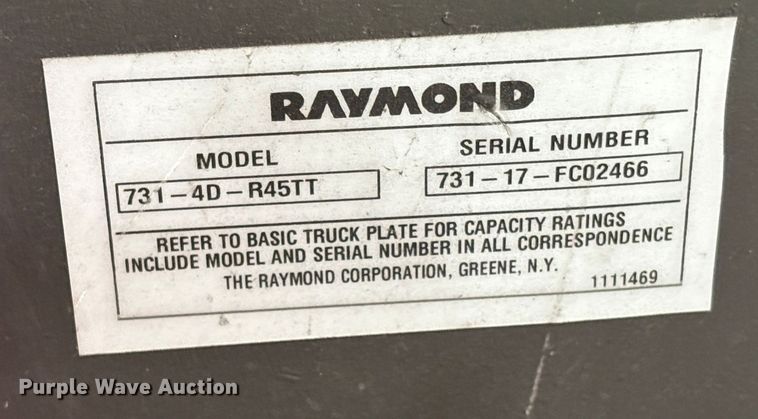 RAYMOND
MODEL
SERIAL NUMBER
731-4D-R45TT
731-17-FC02466
REFER TO BASIC TRUCK PLATE FOR CAPACITY RATINGS
INCLUDE MODEL AND SERIAL NUMBER IN ALL CORRESPONDENCE
THE RAYMOND CORPORATION, GREENE, N.Y.
1111469
Purple Wave Auction